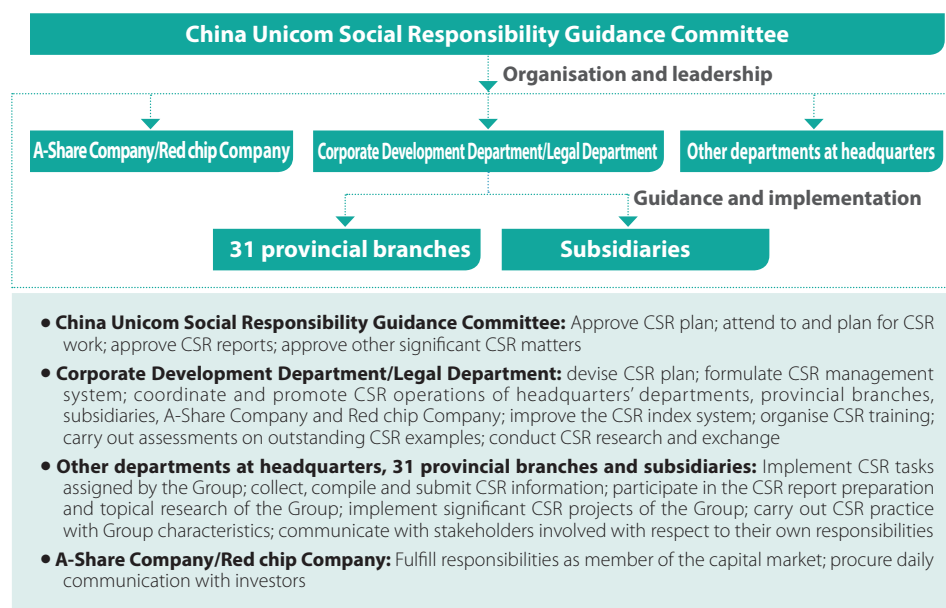 China Unicom Social Responsibility Guidance Committee
Organisation and leadership
A-Share Company/Red chip Company
Corporate Development Department/Legal Department
Other departments at headquarters
Guidance and implementation
31 provincial branches
Subsidiaries
• China Unicom Social Responsibility Guidance Committee: Approve CSR plan; attend to and plan for CSR
work; approve CSR reports; approve other significant CSR matters
• Corporate Development Department/Legal Department: devise CSR plan; formulate CSR management
system; coordinate and promote CSR operations of headquarters' departments, provincial branches,
subsidiaries, A-Share Company and Red chip Company; improve the CSR index system; organise CSR training;
carry out assessments on outstanding CSR examples; conduct CSR research and exchange
• Other departments at headquarters, 31 provincial branches and subsidiaries: Implement CSR tasks
assigned by the Group; collect, compile and submit CSR information; participate in the CSR report preparation
and topical research of the Group; implement significant CSR projects of the Group; carry out CSR practice
with Group characteristics; communicate with stakeholders involved with respect to their own responsibilities
• A-Share Company/Red chip Company: Fulfill responsibilities as member of the capital market; procure daily
communication with investors